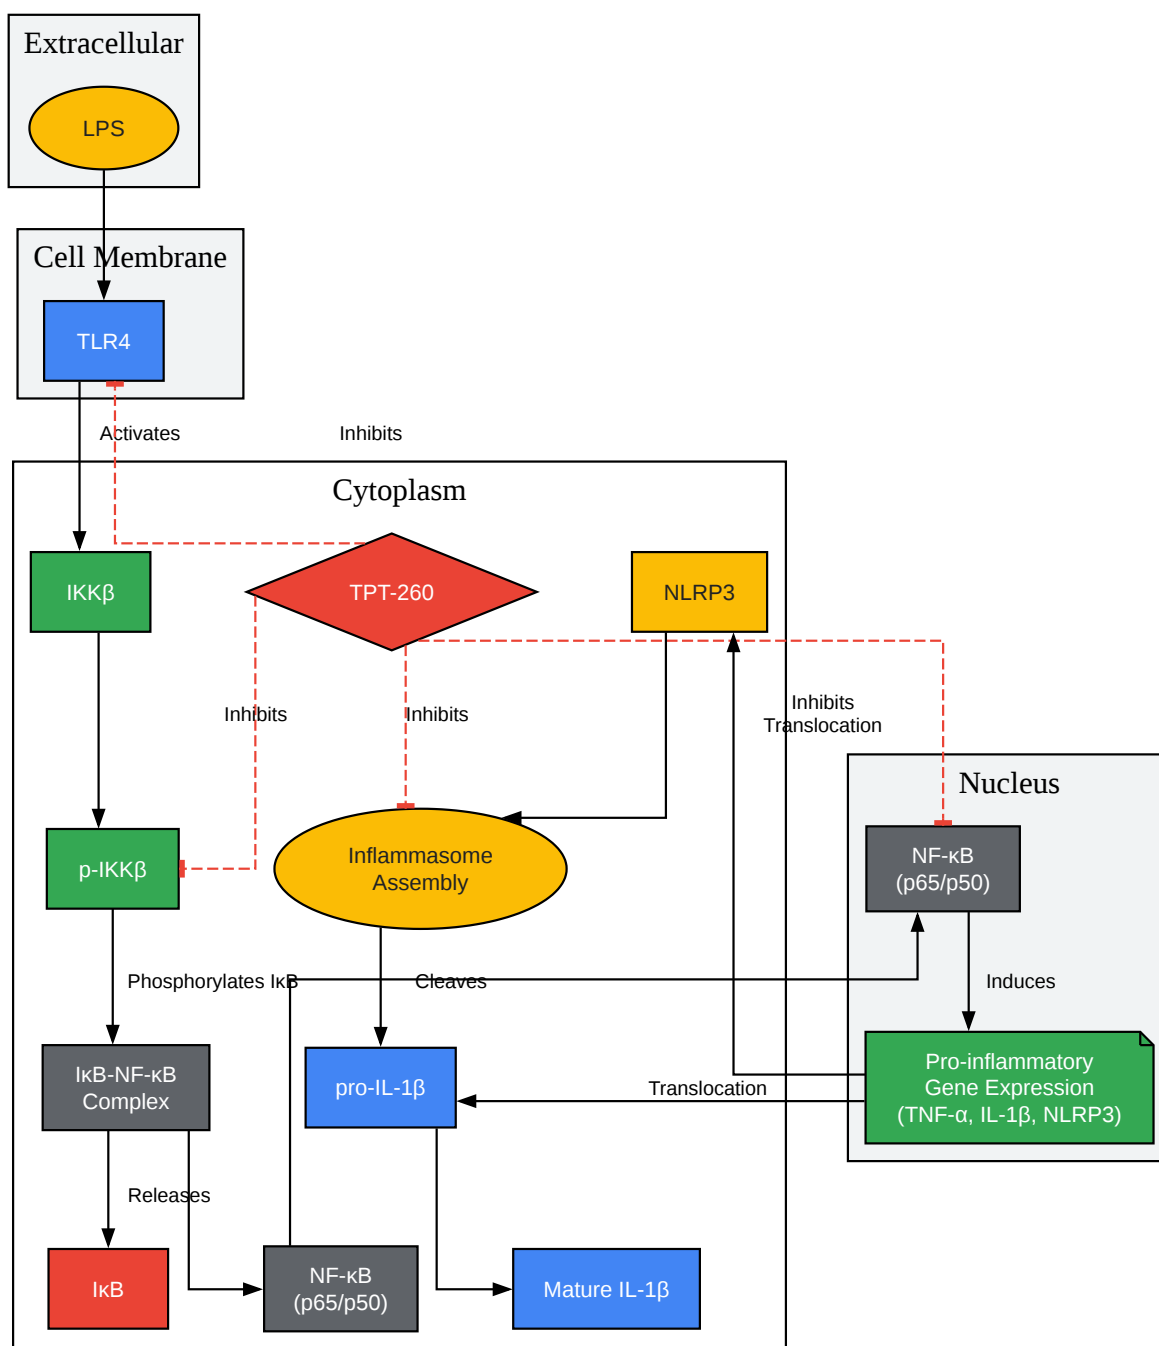 Extracellular
LPS
Cell Membrane
TLR4
Activates
Inhibits
Cytoplasm
IKKβ
TPT-260
NLRP3
Inhibits
Inhibits
Inhibits
Translocation
Nucleus
p-IKKβ
Inflammasome
Assembly
NF-κB
(p65/p50)
Phosphorylates IκB
Cleaves
Induces
IκB-NF-κB
Complex
pro-IL-1β
Translocation
Pro-inflammatory
Gene Expression
(TNF-α, IL-1β, NLRP3)
Releases
IκB
NF-κB
(p65/p50)
Mature IL-1β